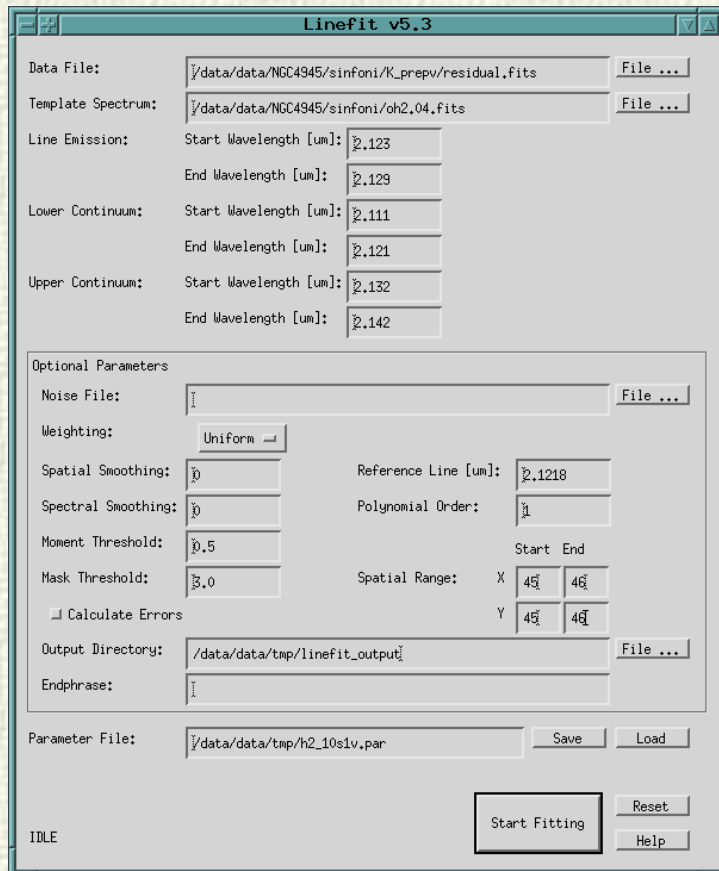 Linefit v5.3
Data File: /data/data/NGC4945/sinfoni/K_prepv/residual.fits File ...
Template Spectrum: /data/data/NGC4945/sinfoni/oh2.04.fits File ...
Line Emission: Start Wavelength [um]: 2.123
End Wavelength [um]: 2.129
Lower Continuum: Start Wavelength [um]: 2.111
End Wavelength [um]: 2.121
Upper Continuum: Start Wavelength [um]: 2.132
End Wavelength [um]: 2.142
Optional Parameters
Noise File: File ...
Weighting: Uniform
Spatial Smoothing: 0 Reference Line [um]: 2.1218
Spectral Smoothing: 0 Polynomial Order: 1
Moment Threshold: 0.5 Start End
Mask Threshold: 3.0 Spatial Range: X 45 46
Calculate Errors Y 45 46
Output Directory: /data/data/tmp/linefit_output File ...
Endphrase:
Parameter File: /data/data/tmp/h2_10s1v.par Save Load
Start Fitting Reset
IDLE Help